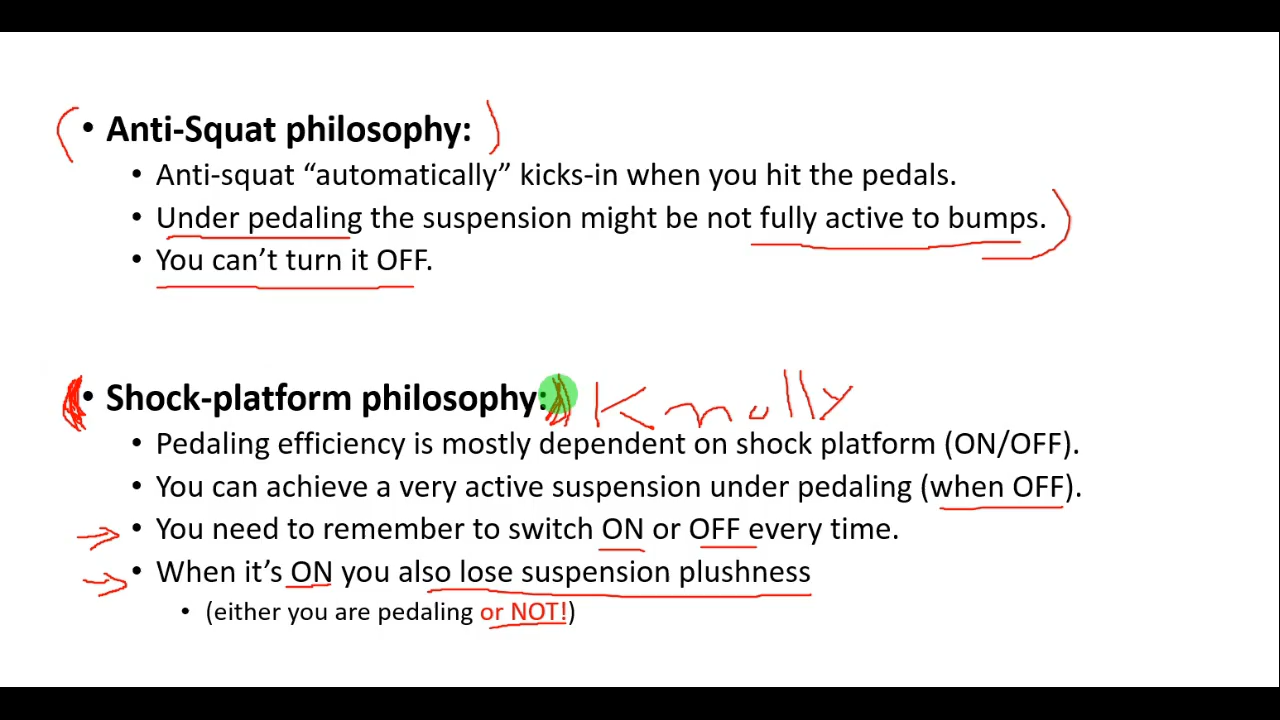 • Anti-Squat philosophy:
• Anti-squat “automatically” kicks-in when you hit the pedals.
• Under pedaling the suspension might be not fully active to bumps.
• You can’t turn it OFF.
• Shock-platform philosophy: Knolly
• Pedaling efficiency is mostly dependent on shock platform (ON/OFF).
• You can achieve a very active suspension under pedaling (when OFF).
• You need to remember to switch ON or OFF every time.
• When it’s ON you also lose suspension plushness
• (either you are pedaling or NOT!)